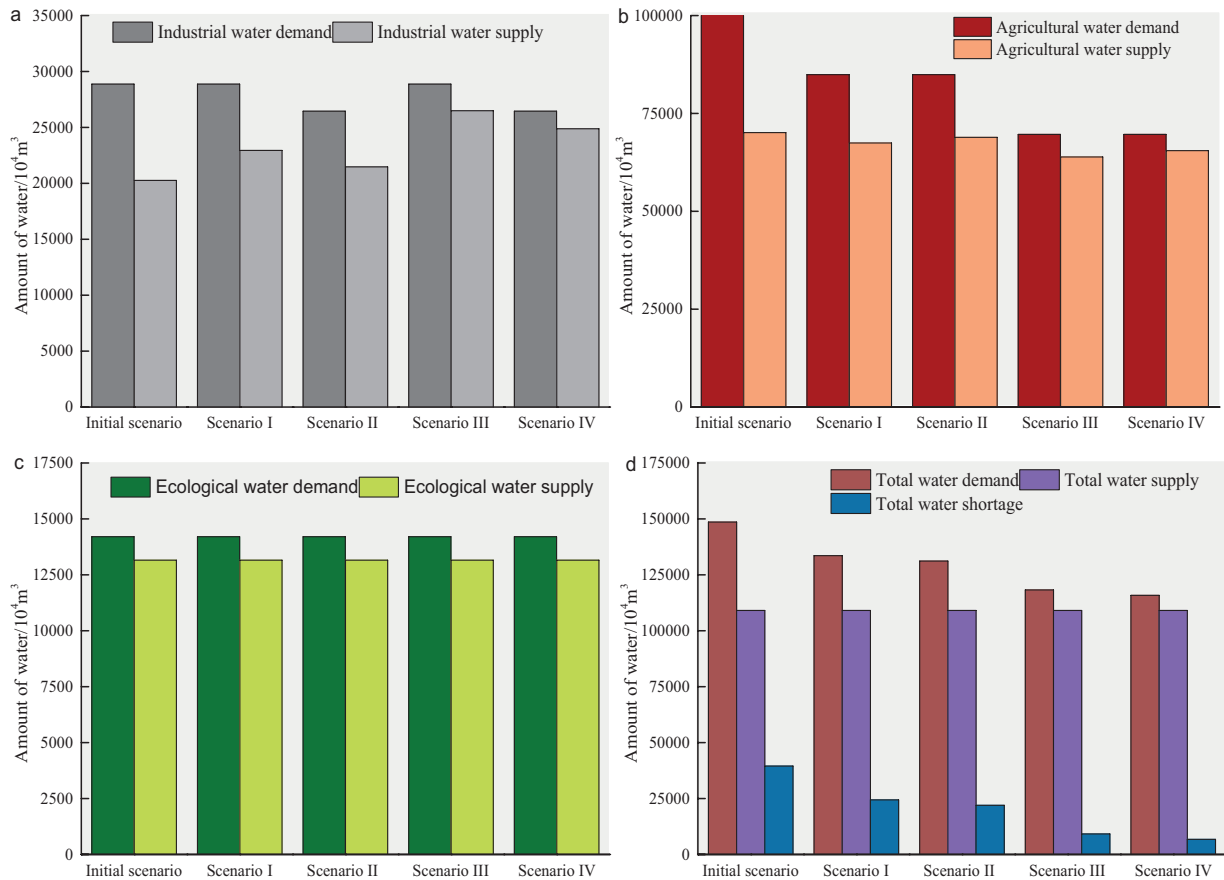 a
35000
30000
25000
20000
15000
10000
5000
0
Amount of water/10⁴m³
Industrial water demand
Industrial water supply
Initial scenario
Scenario I
Scenario II
Scenario III
Scenario IV
b
100000
75000
50000
25000
0
Amount of water/10⁴m³
Agricultural water demand
Agricultural water supply
Initial scenario
Scenario I
Scenario II
Scenario III
Scenario IV
c
17500
15000
12500
10000
7500
5000
2500
0
Amount of water/10⁴m³
Ecological water demand
Ecological water supply
Initial scenario
Scenario I
Scenario II
Scenario III
Scenario IV
d
175000
150000
125000
100000
75000
50000
25000
0
Amount of water/10⁴m³
Total water demand
Total water supply
Total water shortage
Initial scenario
Scenario I
Scenario II
Scenario III
Scenario IV